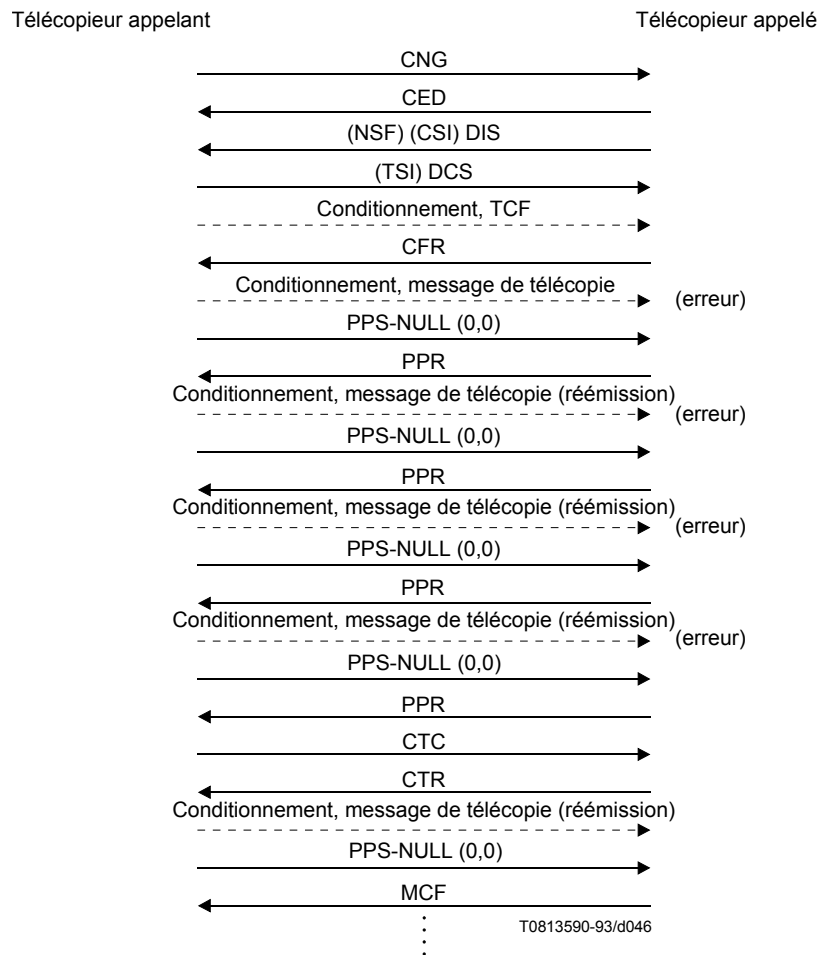 Télécopieur appelant
Télécopieur appelé
CNG
CED
(NSF) (CSI) DIS
(TSI) DCS
Conditionnement, TCF
CFR
Conditionnement, message de télécopie
(erreur)
PPS-NULL (0,0)
PPR
Conditionnement, message de télécopie (réémission)
(erreur)
PPS-NULL (0,0)
PPR
Conditionnement, message de télécopie (réémission)
(erreur)
PPS-NULL (0,0)
PPR
Conditionnement, message de télécopie (réémission)
(erreur)
PPS-NULL (0,0)
PPR
CTC
CTR
Conditionnement, message de télécopie (réémission)
PPS-NULL (0,0)
MCF
T0813590-93/d046